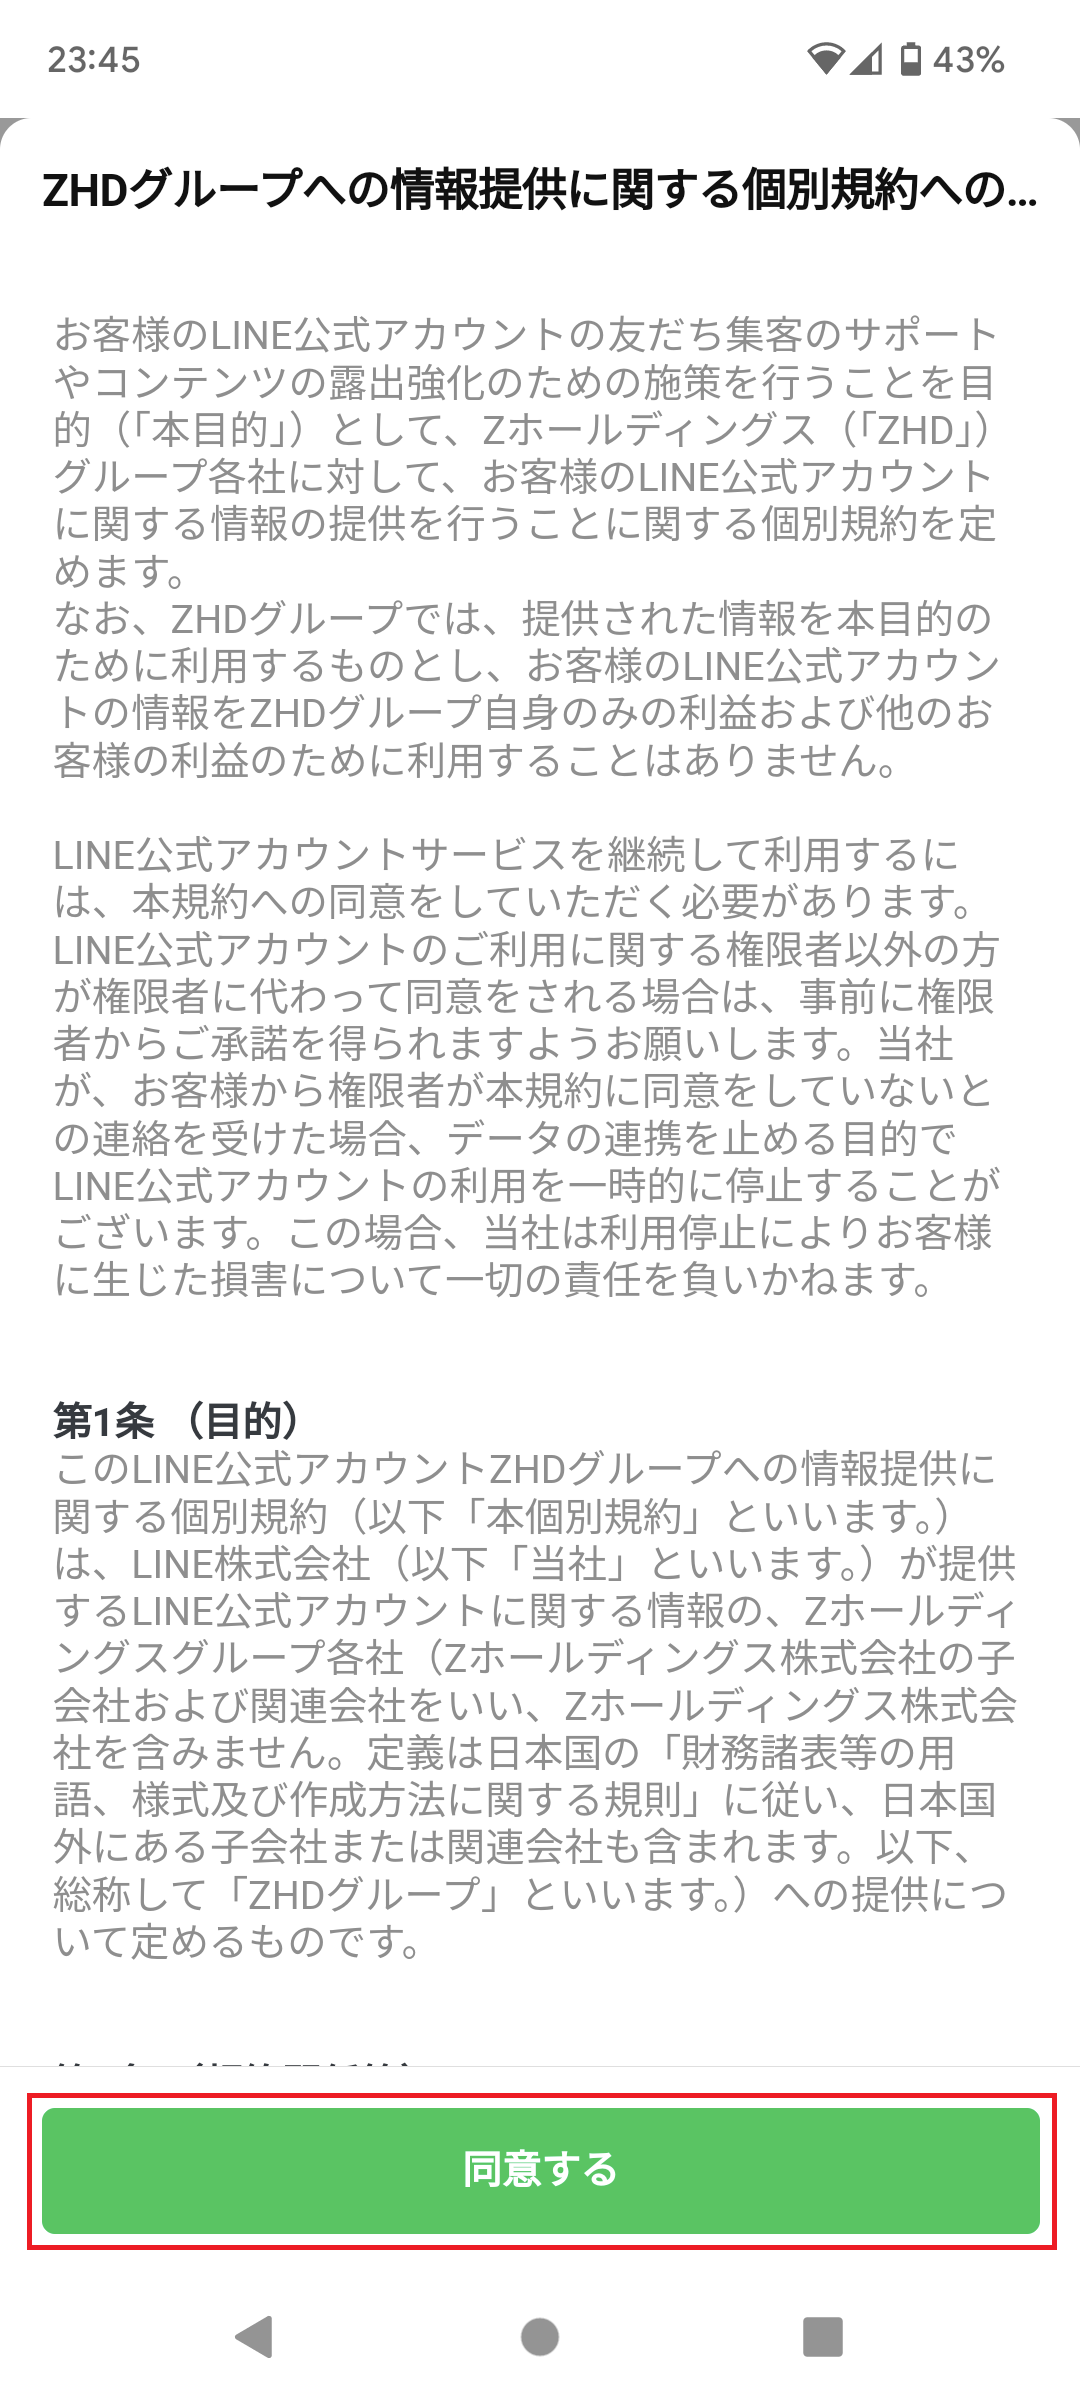 23:45
43%
ZHDグループへの情報提供に関する個別規約への...
お客様のLINE公式アカウントの友だち集客のサポート
やコンテンツの露出強化のための施策を行うことを目
的（「本目的」）として、Zホールディングス（「ZHD」）
グループ各社に対して、お客様のLINE公式アカウント
に関する情報の提供を行うことに関する個別規約を定
めます。
なお、ZHDグループでは、提供された情報を本目的の
ために利用するものとし、お客様のLINE公式アカウン
トの情報をZHDグループ自身のみの利益および他のお
客様の利益のために利用することはありません。
LINE公式アカウントサービスを継続して利用するに
は、本規約への同意をしていただく必要があります。
LINE公式アカウントのご利用に関する権限者以外の方
が権限者に代わって同意をされる場合は、事前に権限
者からご承諾を得られますようお願いします。当社
が、お客様から権限者が本規約に同意をしていないと
の連絡を受けた場合、データの連携を止める目的で
LINE公式アカウントの利用を一時的に停止することが
ございます。この場合、当社は利用停止によりお客様
に生じた損害について一切の責任を負いかねます。
第1条 （目的）
このLINE公式アカウントZHDグループへの情報提供に
関する個別規約（以下「本個別規約」といいます。）
は、LINE株式会社（以下「当社」といいます。）が提供
するLINE公式アカウントに関する情報の、Zホールディ
ングスグループ各社（Zホールディングス株式会社の子
会社および関連会社をいい、Zホールディングス株式会
社を含みません。定義は日本国の「財務諸表等の用
語、様式及び作成方法に関する規則」に従い、日本国
外にある子会社または関連会社も含まれます。以下、
総称して「ZHDグループ」といいます。）への提供につ
いて定めるものです。
同意する